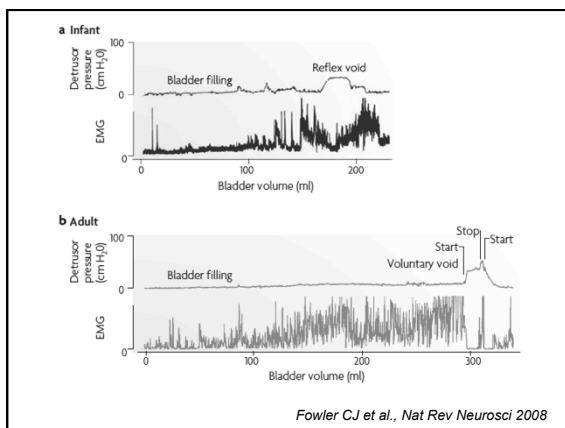 a Infant
100
Detrusor
pressure
(cm H₂0)
0
Bladder filling
Reflex void
EMG
0
0
100
200
Bladder volume (ml)
b Adult
100
Detrusor
pressure
(cm H₂0)
0
Bladder filling
Stop
Start
Start
Voluntary void
EMG
0
0
100
200
300
Bladder volume (ml)
Fowler CJ et al., Nat Rev Neurosci 2008